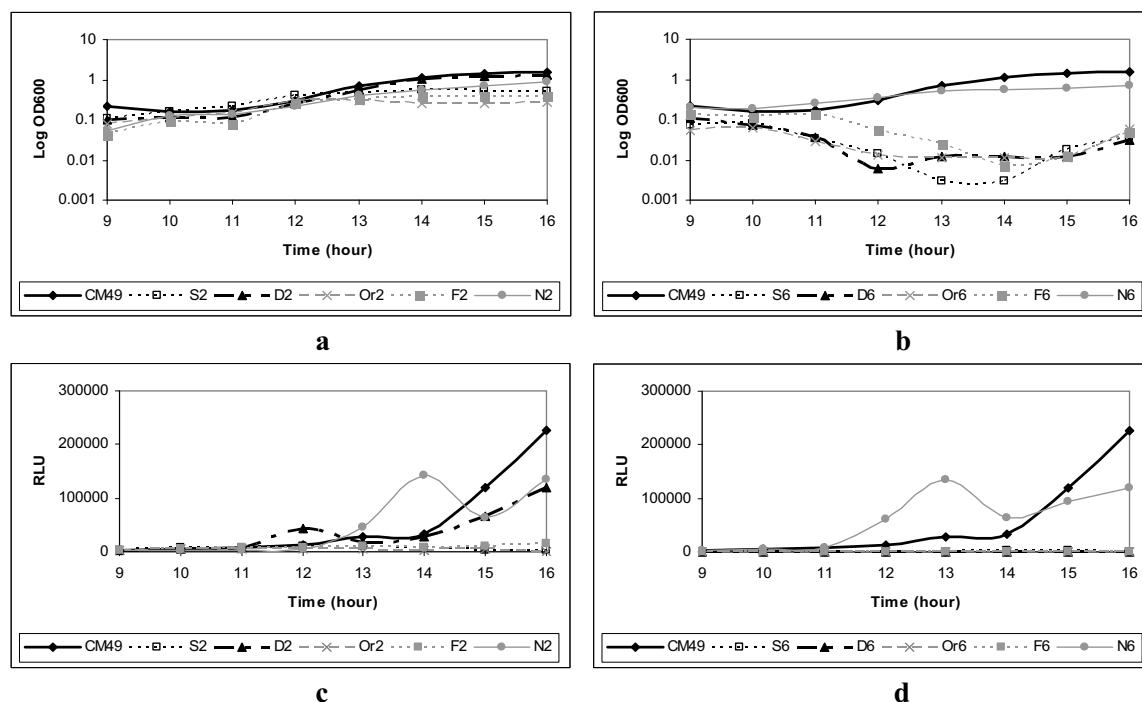 10
1
0.1
0.01
0.001
Log OD600
9 10 11 12 13 14 15 16
Time (hour)
CM49 S2 D2 Or2 F2 N2
a
10
1
0.1
0.01
0.001
Log OD600
9 10 11 12 13 14 15 16
Time (hour)
CM49 S6 D6 Or6 F6 N6
b
300000
200000
100000
0
RLU
9 10 11 12 13 14 15 16
Time (hour)
CM49 S2 D2 Or2 F2 N2
c
300000
200000
100000
0
RLU
9 10 11 12 13 14 15 16
Time (hour)
CM49 S6 D6 Or6 F6 N6
d